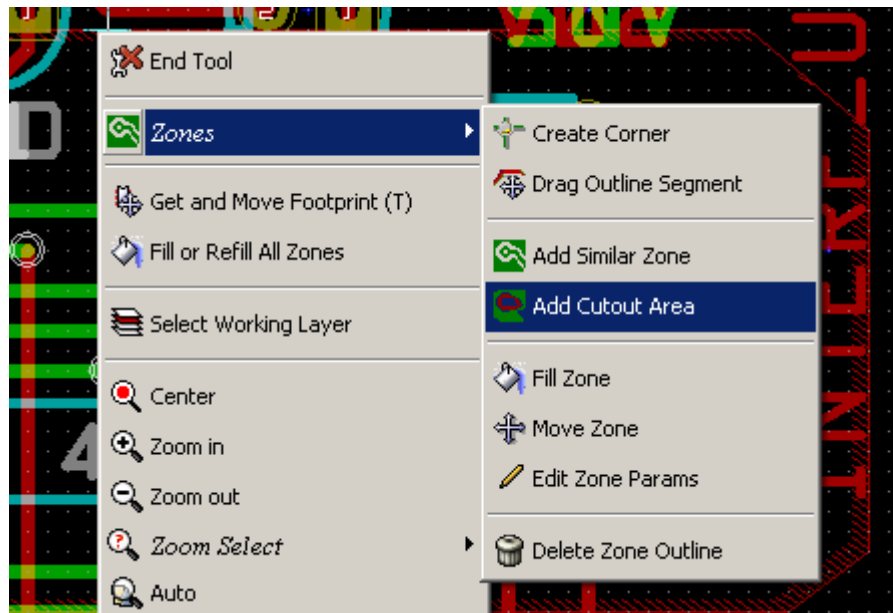 End Tool
Zones
Get and Move Footprint (T)
Fill or Refill All Zones
Select Working Layer
Center
Zoom in
Zoom out
Zoom Select
Auto
Create Corner
Drag Outline Segment
Add Similar Zone
Add Cutout Area
Fill Zone
Move Zone
Edit Zone Params
Delete Zone Outline